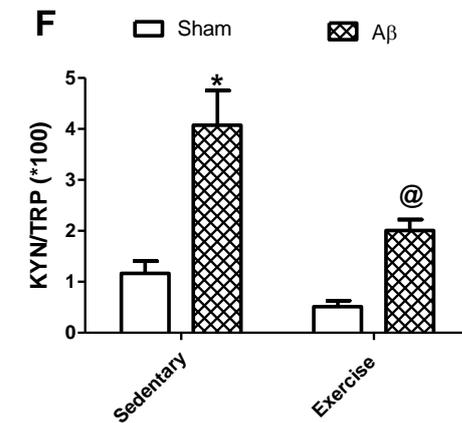 F
Sham
Aβ
KYN/TRP (*100)
5
4
3
2
1
0
*
@
Sedentary
Exercise